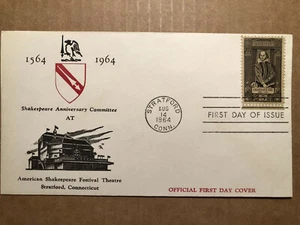 1564 1964
Shakespeare Anniversary Committee
AT
American Shakespeare Festival Theatre
Stratford, Connecticut
STRATFORD
AUG
14
1964
CONN.
FIRST DAY OF ISSUE
OFFICIAL FIRST DAY COVER